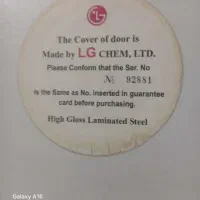 LG
The Cover of door is
Made by LG CHEM, LTD.
Please Conform that the Ser. No
№ 92881
is the Same as No. inserted in guarantee
card before purchasing.
High Gloss Laminated Steel
Galaxy A16